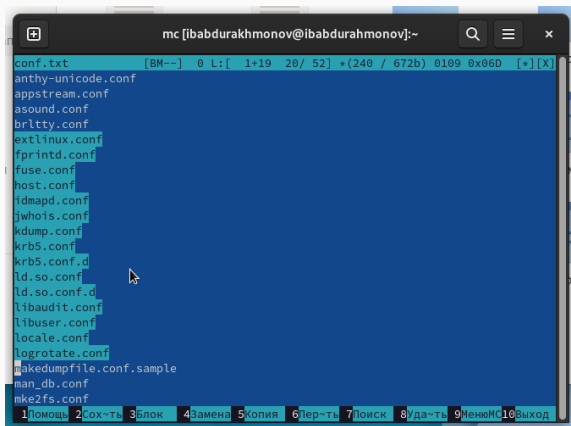 mc [ibabdurakhmonov@ibabdurahmonov]:~
conf.txt [BM--] 0 L:[ 1+19 20/ 52] *(240 / 672b) 0109 0x06D [*][X]
anthy-unicode.conf
appstream.conf
asound.conf
brltty.conf
extlinux.conf
fprintd.conf
fuse.conf
host.conf
idmapd.conf
jwhois.conf
kdump.conf
krb5.conf
krb5.conf.d
ld.so.conf
ld.so.conf.d
libaudit.conf
libuser.conf
locale.conf
logrotate.conf
makedumpfile.conf.sample
man_db.conf
mke2fs.conf
1Помощь 2Сох~ть 3Блок 4Замена 5Копия 6Пер~ть 7Поиск 8Уда~ть 9МенюMC 10Выход